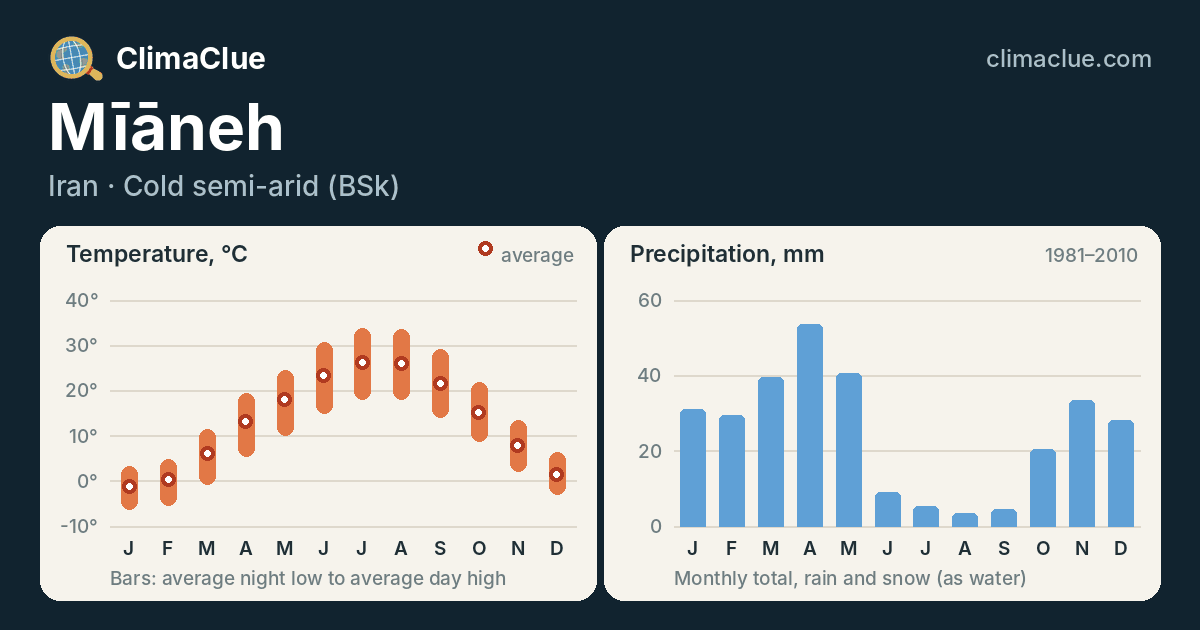 ClimaClue
climaclue.com
Mīāneh
Iran · Cold semi-arid (BSk)
Temperature, °C
average
40°
30°
20°
10°
0°
-10°
J F M A M J J A S O N D
Bars: average night low to average day high
Precipitation, mm
1981–2010
60
40
20
0
J F M A M J J A S O N D
Monthly total, rain and snow (as water)